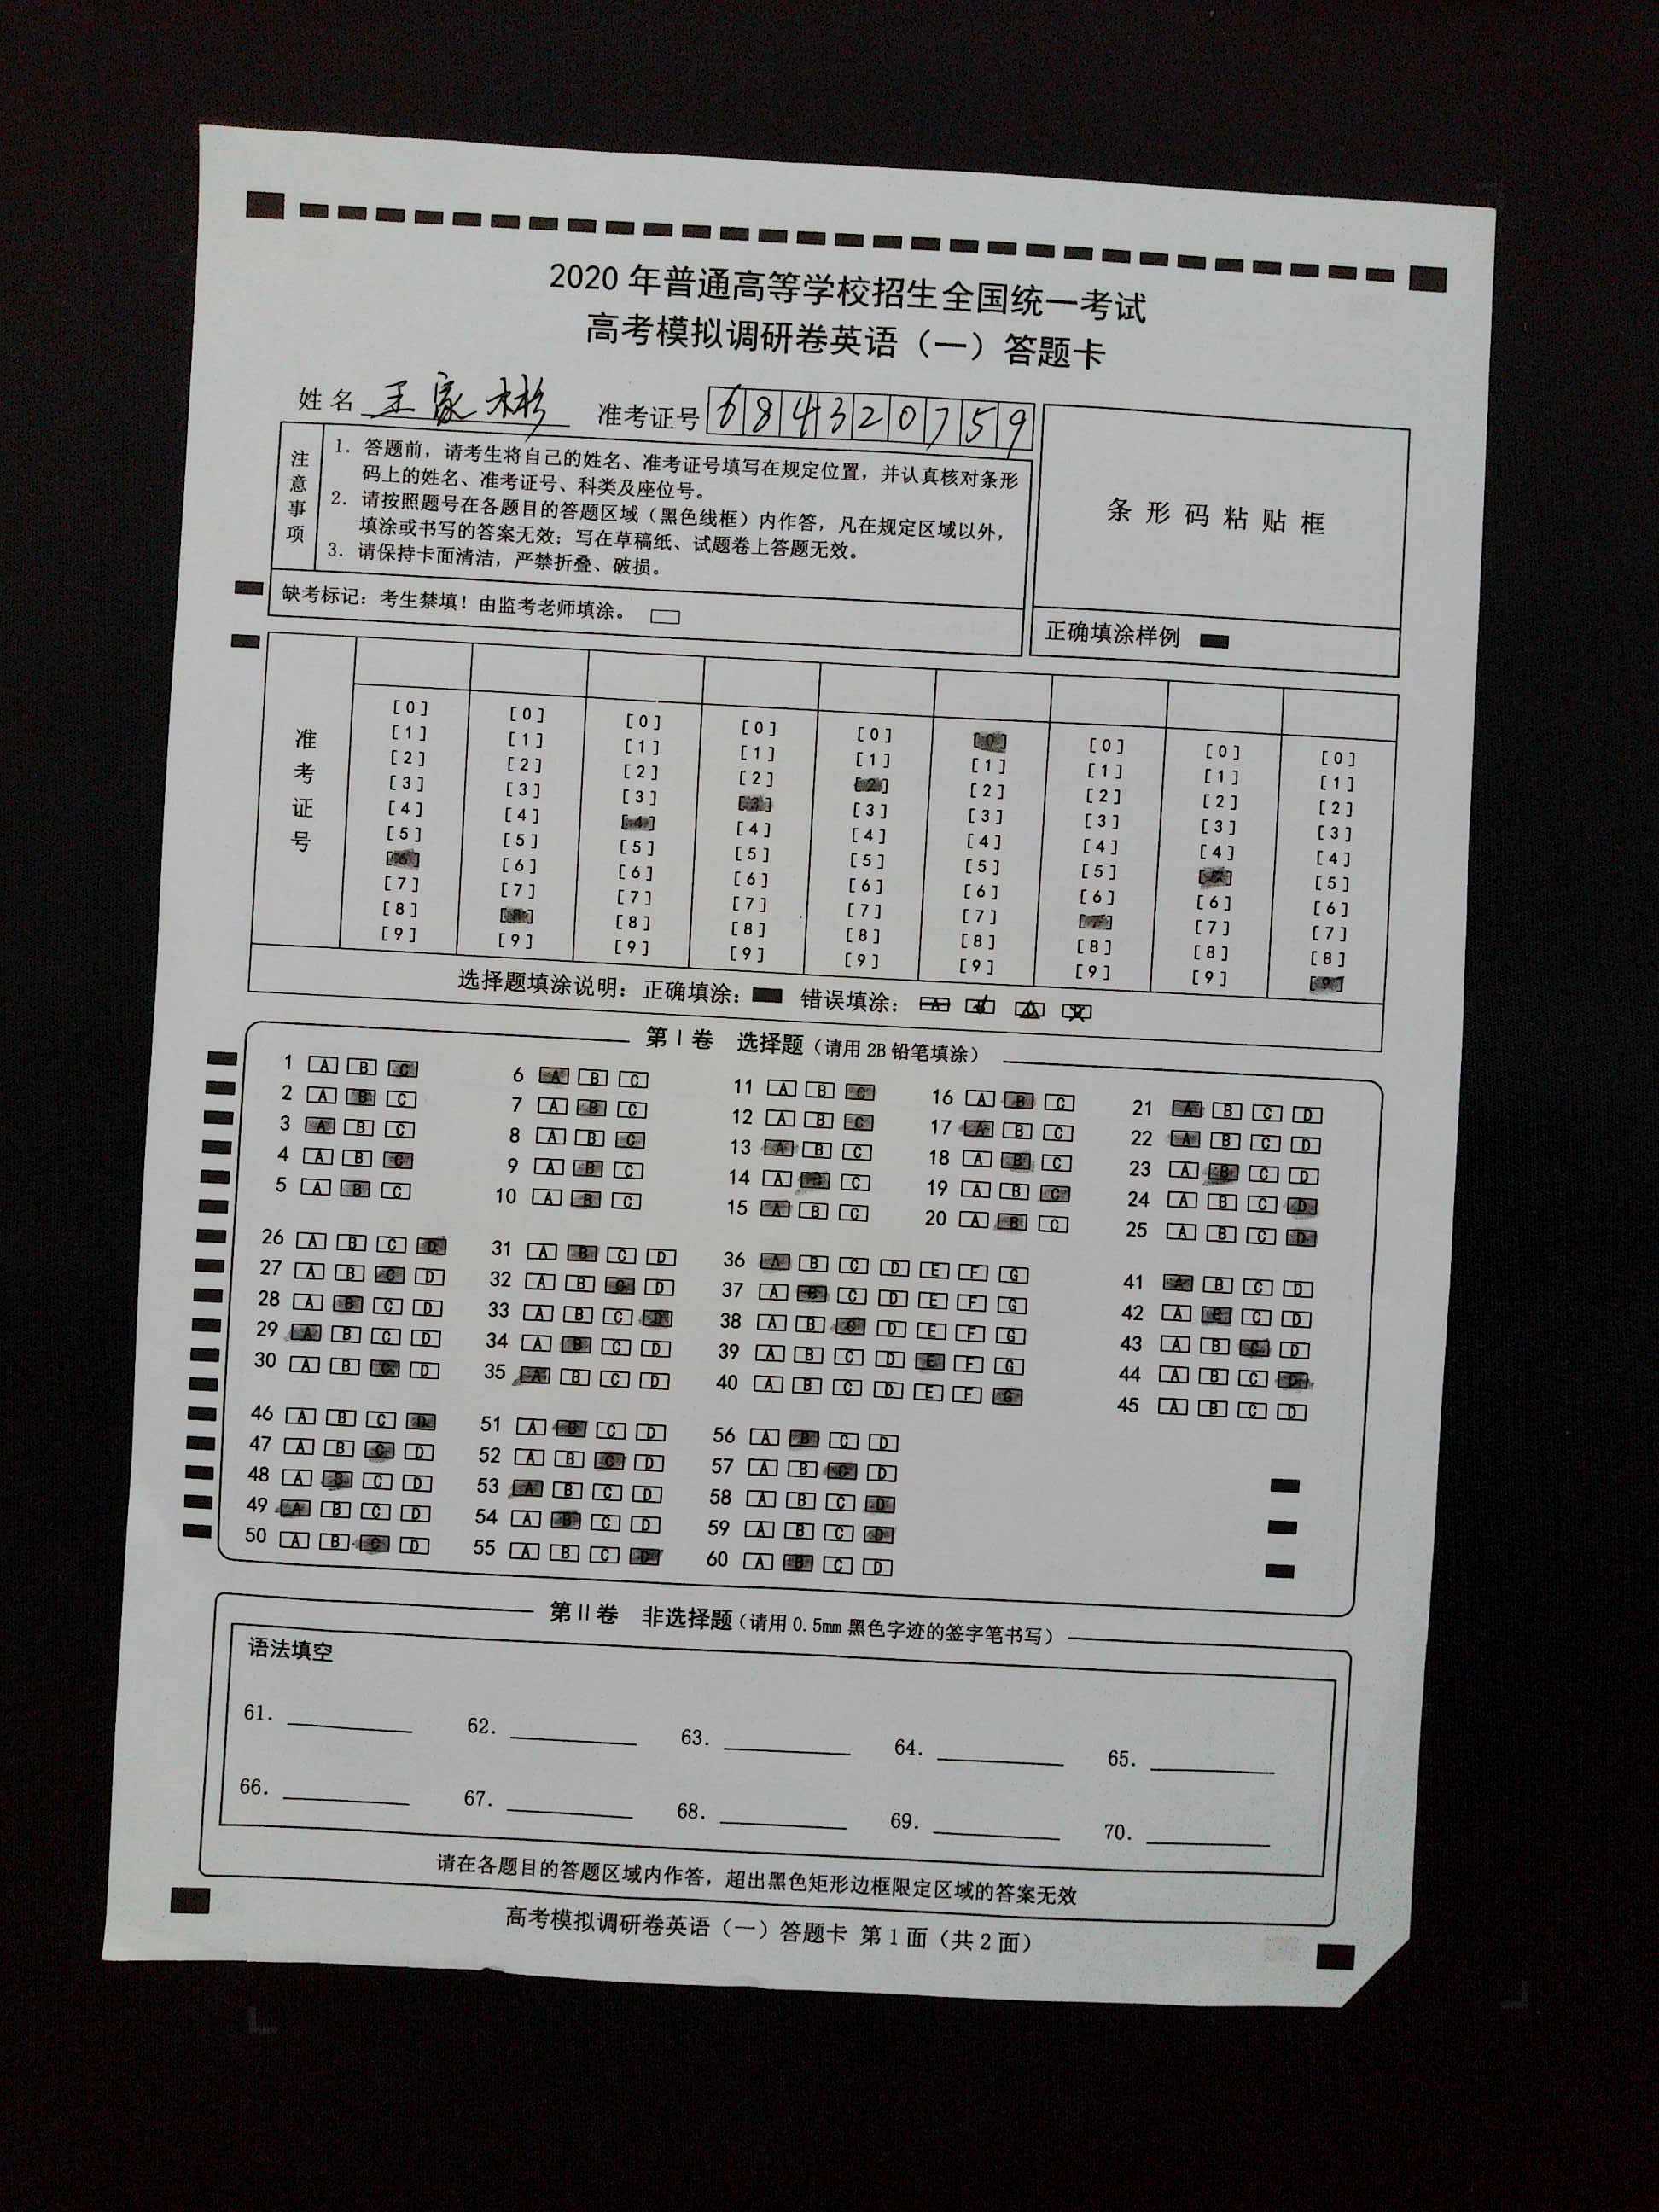 2020年普通高等学校招生全国统一考试
高考模拟调研卷英语（一）答题卡
姓名 王家彬 准考证号 684320759
注意事项
1. 答题前，请考生将自己的姓名、准考证号填写在规定位置，并认真核对条形
码上的姓名、准考证号、科类及座位号。
2. 请按照题号在各题目的答题区域（黑色线框）内作答，凡在规定区域以外，
填涂或书写的答案无效；写在草稿纸、试题卷上答题无效。
3. 请保持卡面清洁，严禁折叠、破损。
缺考标记：考生禁填！由监考老师填涂。
条形码粘贴框
正确填涂样例
准考证号
[0] [0] [0] [0] [0] [0] [0] [0] [0]
[1] [1] [1] [1] [1] [1] [1] [1] [1]
[2] [2] [2] [2] [2] [2] [2] [2] [2]
[3] [3] [3] [3] [3] [3] [3] [3] [3]
[4] [4] [4] [4] [4] [4] [4] [4] [4]
[5] [5] [5] [5] [5] [5] [5] [5] [5]
[6] [6] [6] [6] [6] [6] [6] [6] [6]
[7] [7] [7] [7] [7] [7] [7] [7] [7]
[8] [8] [8] [8] [8] [8] [8] [8] [8]
[9] [9] [9] [9] [9] [9] [9] [9] [9]
选择题填涂说明：正确填涂： 错误填涂：
第Ⅰ卷 选择题（请用2B铅笔填涂）
1 A B C 6 A B C 11 A B C 16 A B C 21 A B C D
2 A B C 7 A B C 12 A B C 17 A B C 22 A B C D
3 A B C 8 A B C 13 A B C 18 A B C 23 A B C D
4 A B C 9 A B C 14 A B C 19 A B C 24 A B C D
5 A B C 10 A B C 15 A B C 20 A B C 25 A B C D
26 A B C D 31 A B C D 36 A B C D E F G 41 A B C D
27 A B C D 32 A B C D 37 A B C D E F G 42 A B C D
28 A B C D 33 A B C D 38 A B C D E F G 43 A B C D
29 A B C D 34 A B C D 39 A B C D E F G 44 A B C D
30 A B C D 35 A B C D 40 A B C D E F G 45 A B C D
46 A B C D 51 A B C D 56 A B C D
47 A B C D 52 A B C D 57 A B C D
48 A B C D 53 A B C D 58 A B C D
49 A B C D 54 A B C D 59 A B C D
50 A B C D 55 A B C D 60 A B C D
第Ⅱ卷 非选择题（请用0.5mm黑色字迹的签字笔书写）
语法填空
61. 62. 63. 64. 65.
66. 67. 68. 69. 70.
请在各题目的答题区域内作答，超出黑色矩形边框限定区域的答案无效
高考模拟调研卷英语（一）答题卡 第1面（共2面）